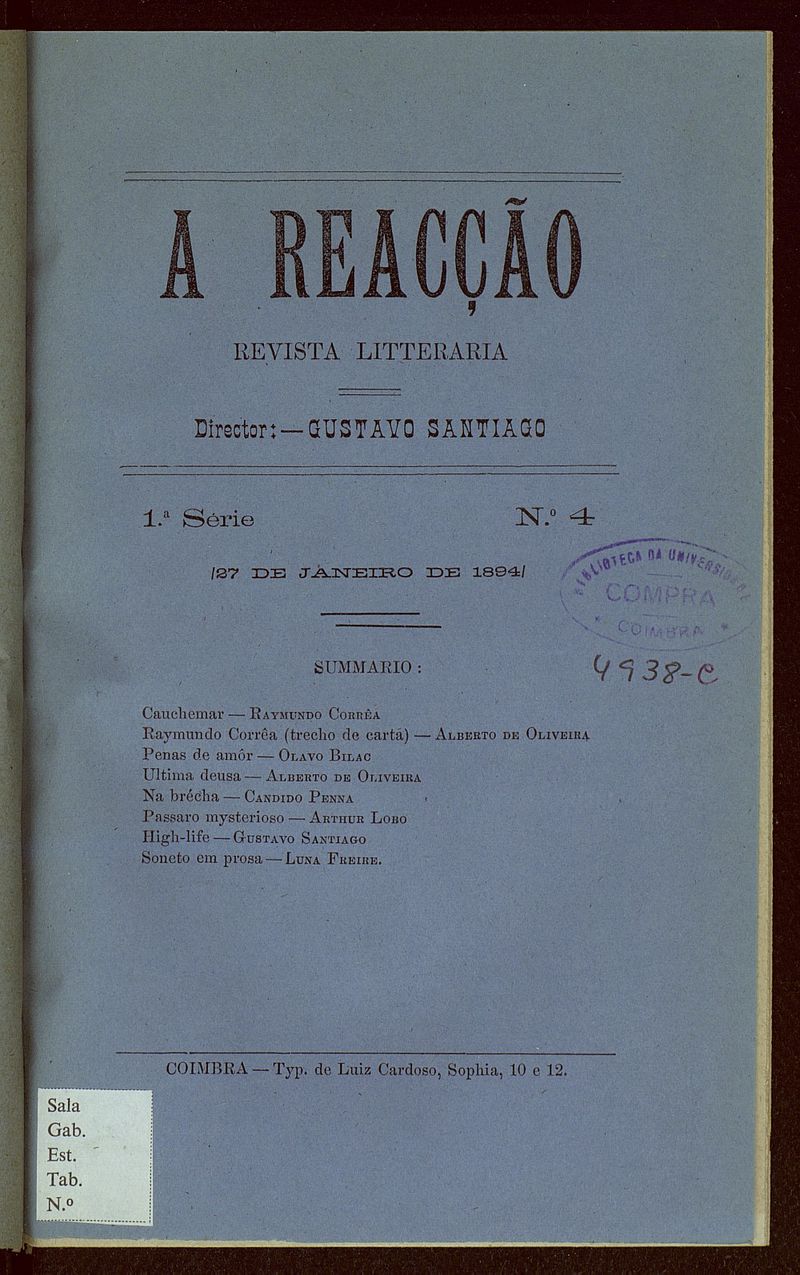 A REACÇÃO
REVISTA LITTERARIA
Director:—GUSTAVO SANTIAGO
1.ª Série N.º 4
/27 DE JANEIRO DE 1894/
BIBLIOTECA DA UNIVERSIDADE
COMPRA
* COIMBRA *
SUMMARIO:
4938-C
Cauchemar — RAYMUNDO CORRÊA
Raymundo Corrêa (trecho de carta) — ALBERTO DE OLIVEIRA
Penas de amôr — OLAVO BILAC
Ultima deusa — ALBERTO DE OLIVEIRA
Na brécha — CANDIDO PENNA
Passaro mysterioso — ARTHUR LOBO
High-life — GUSTAVO SANTIAGO
Soneto em prosa — LUNA FREIRE.
COIMBRA — Typ. de Luiz Cardoso, Sophia, 10 e 12.
Sala
Gab.
Est.
Tab.
N.º